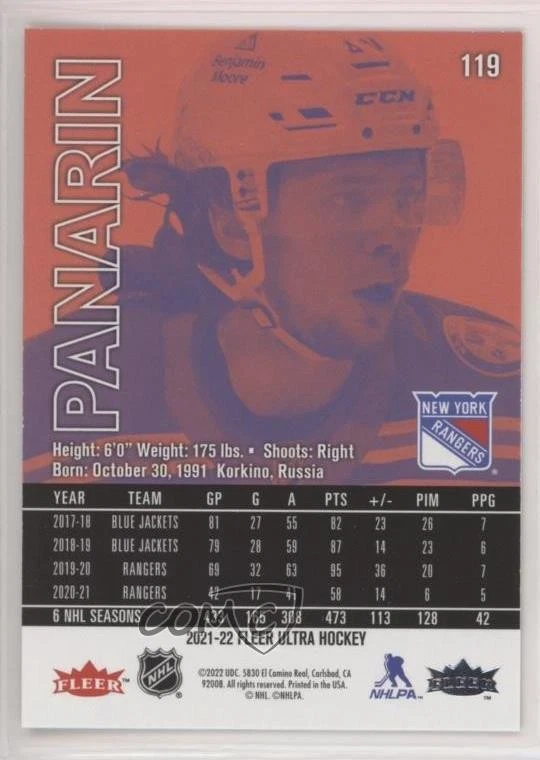 119
PANARIN
Benjamin
Moore
CCM
NEW YORK
RANGERS
Height: 6'0" Weight: 175 lbs. ▪ Shoots: Right
Born: October 30, 1991 Korkino, Russia
YEAR TEAM GP G A PTS +/- PIM PPG
2017-18 BLUE JACKETS 81 27 55 82 23 26 7
2018-19 BLUE JACKETS 79 28 59 87 14 23 6
2019-20 RANGERS 69 32 63 95 36 20 7
2020-21 RANGERS 42 17 41 58 14 6 5
6 NHL SEASONS 473 113 128 42
COMC
2021-22 FLEER ULTRA HOCKEY
FLEER™
NHL
©2022 UDC. 5830 El Camino Real, Carlsbad, CA
92008. All rights reserved. Printed in the USA.
© NHL. ©NHLPA.
NHLPA™
FLEER™